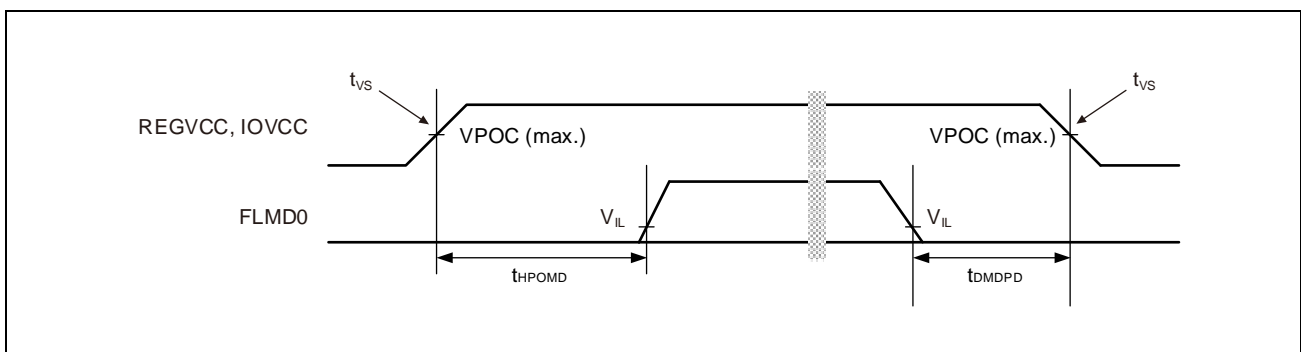 tVS tVS
REGVCC, IOVCC VPOC (max.) VPOC (max.)
FLMD0 VIL VIL
tHPOMD tDMDPD